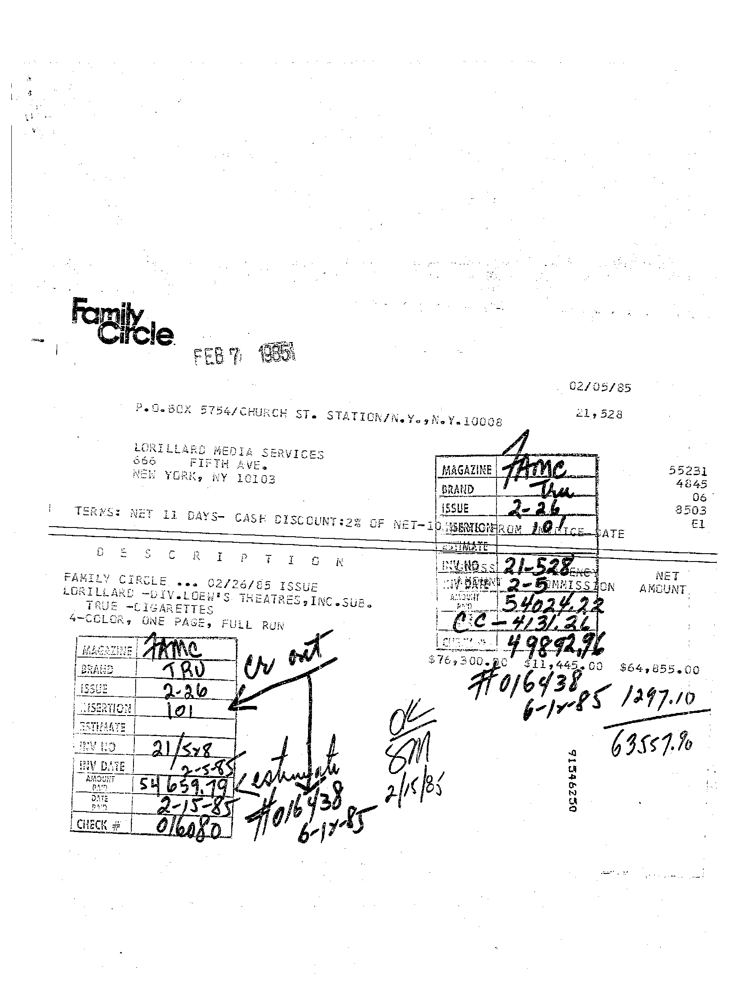 Family
Circle
FEB 7 1985
02/05/85
P.O.BOX 5754/CHURCH ST. STATION/N.Y.,N.Y.10008
21,528
LORILLARD MEDIA SERVICES
666 FIFTH AVE.
NEW YORK, NY 10103
55231
4845
06
8503
E1
MAGAZINE FAMC
BRAND Tru
ISSUE 2-26
INSERTION 101
ESTIMATE
INV. NO 21-528
INV DATE 2-5
AMOUNT PAID 54024.22
CC - 4131.26
CHECK # 49892,96
TERMS: NET 11 DAYS- CASH DISCOUNT:2% OF NET-10 FROM INVOICE DATE
DESCRIPTION
COMMISSION
NET
AMOUNT
FAMILY CIRCLE ... 02/26/85 ISSUE
LORILLARD -DIV.LOEW'S THEATRES,INC.SUB.
TRUE -CIGARETTES
4-COLOR, ONE PAGE, FULL RUN
$76,300.00 $11,445.00 $64,855.00
#016438
6-17-85
1297.10
63557.90
MAGAZINE FAMC
BRAND TRU
ISSUE 2-26
INSERTION 101
ESTIMATE
INV NO 21/528
INV DATE 2-5-85
AMOUNT PAID 54659.79
DATE PAID 2-15-85
CHECK # 016080
Cr out
estimate
#016438
6-17-85
OK
SM
2/15/85
91546250